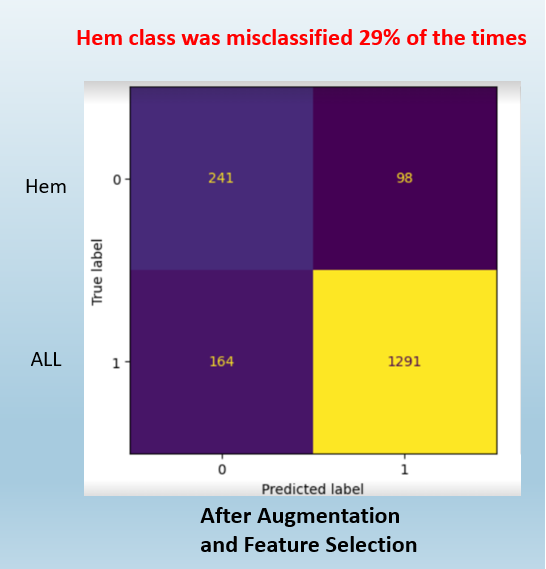 Hem class was misclassified 29% of the times
Hem
0
241
98
True label
ALL
1
164
1291
0
1
Predicted label
After Augmentation
and Feature Selection